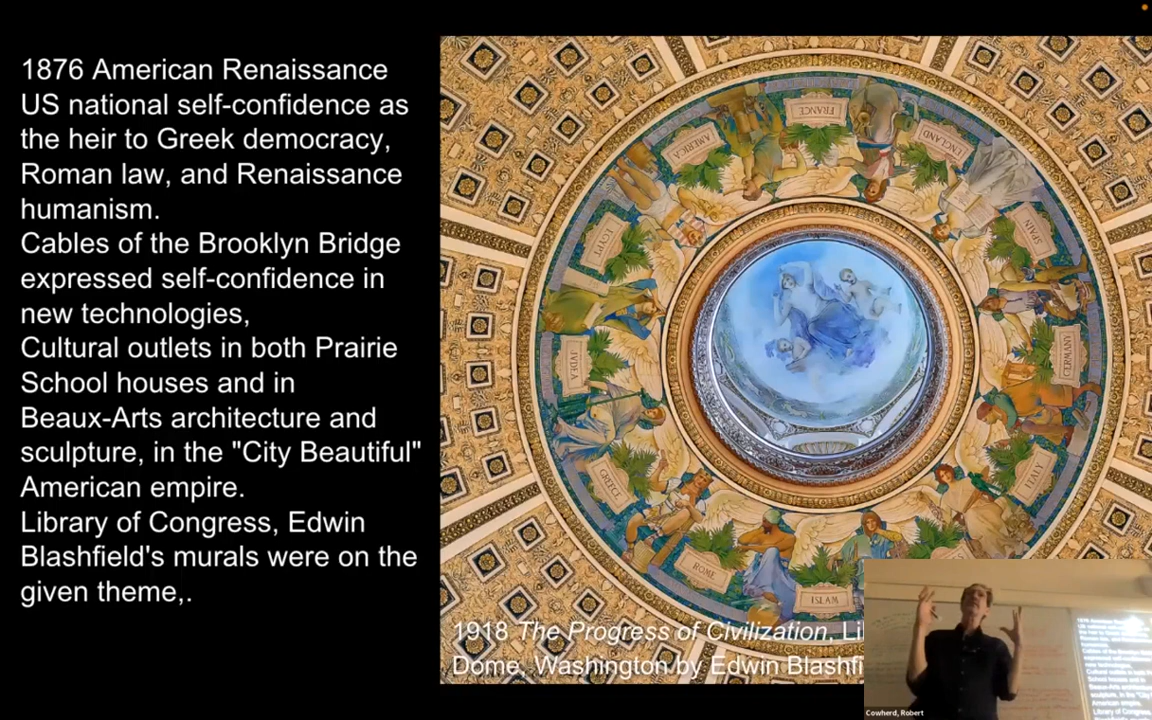 1876 American Renaissance
US national self-confidence as
the heir to Greek democracy,
Roman law, and Renaissance
humanism.
Cables of the Brooklyn Bridge
expressed self-confidence in
new technologies,
Cultural outlets in both Prairie
School houses and in
Beaux-Arts architecture and
sculpture, in the "City Beautiful"
American empire.
Library of Congress, Edwin
Blashfield's murals were on the
given theme,.
FRANCE
AMERICA
ENGLAND
EGYPT
SPAIN
JUDEA
GERMANY
GREECE
ITALY
ROME
ISLAM
1918 The Progress of Civilization, Li
Dome, Washington by Edwin Blashfi
Cowherd, Robert